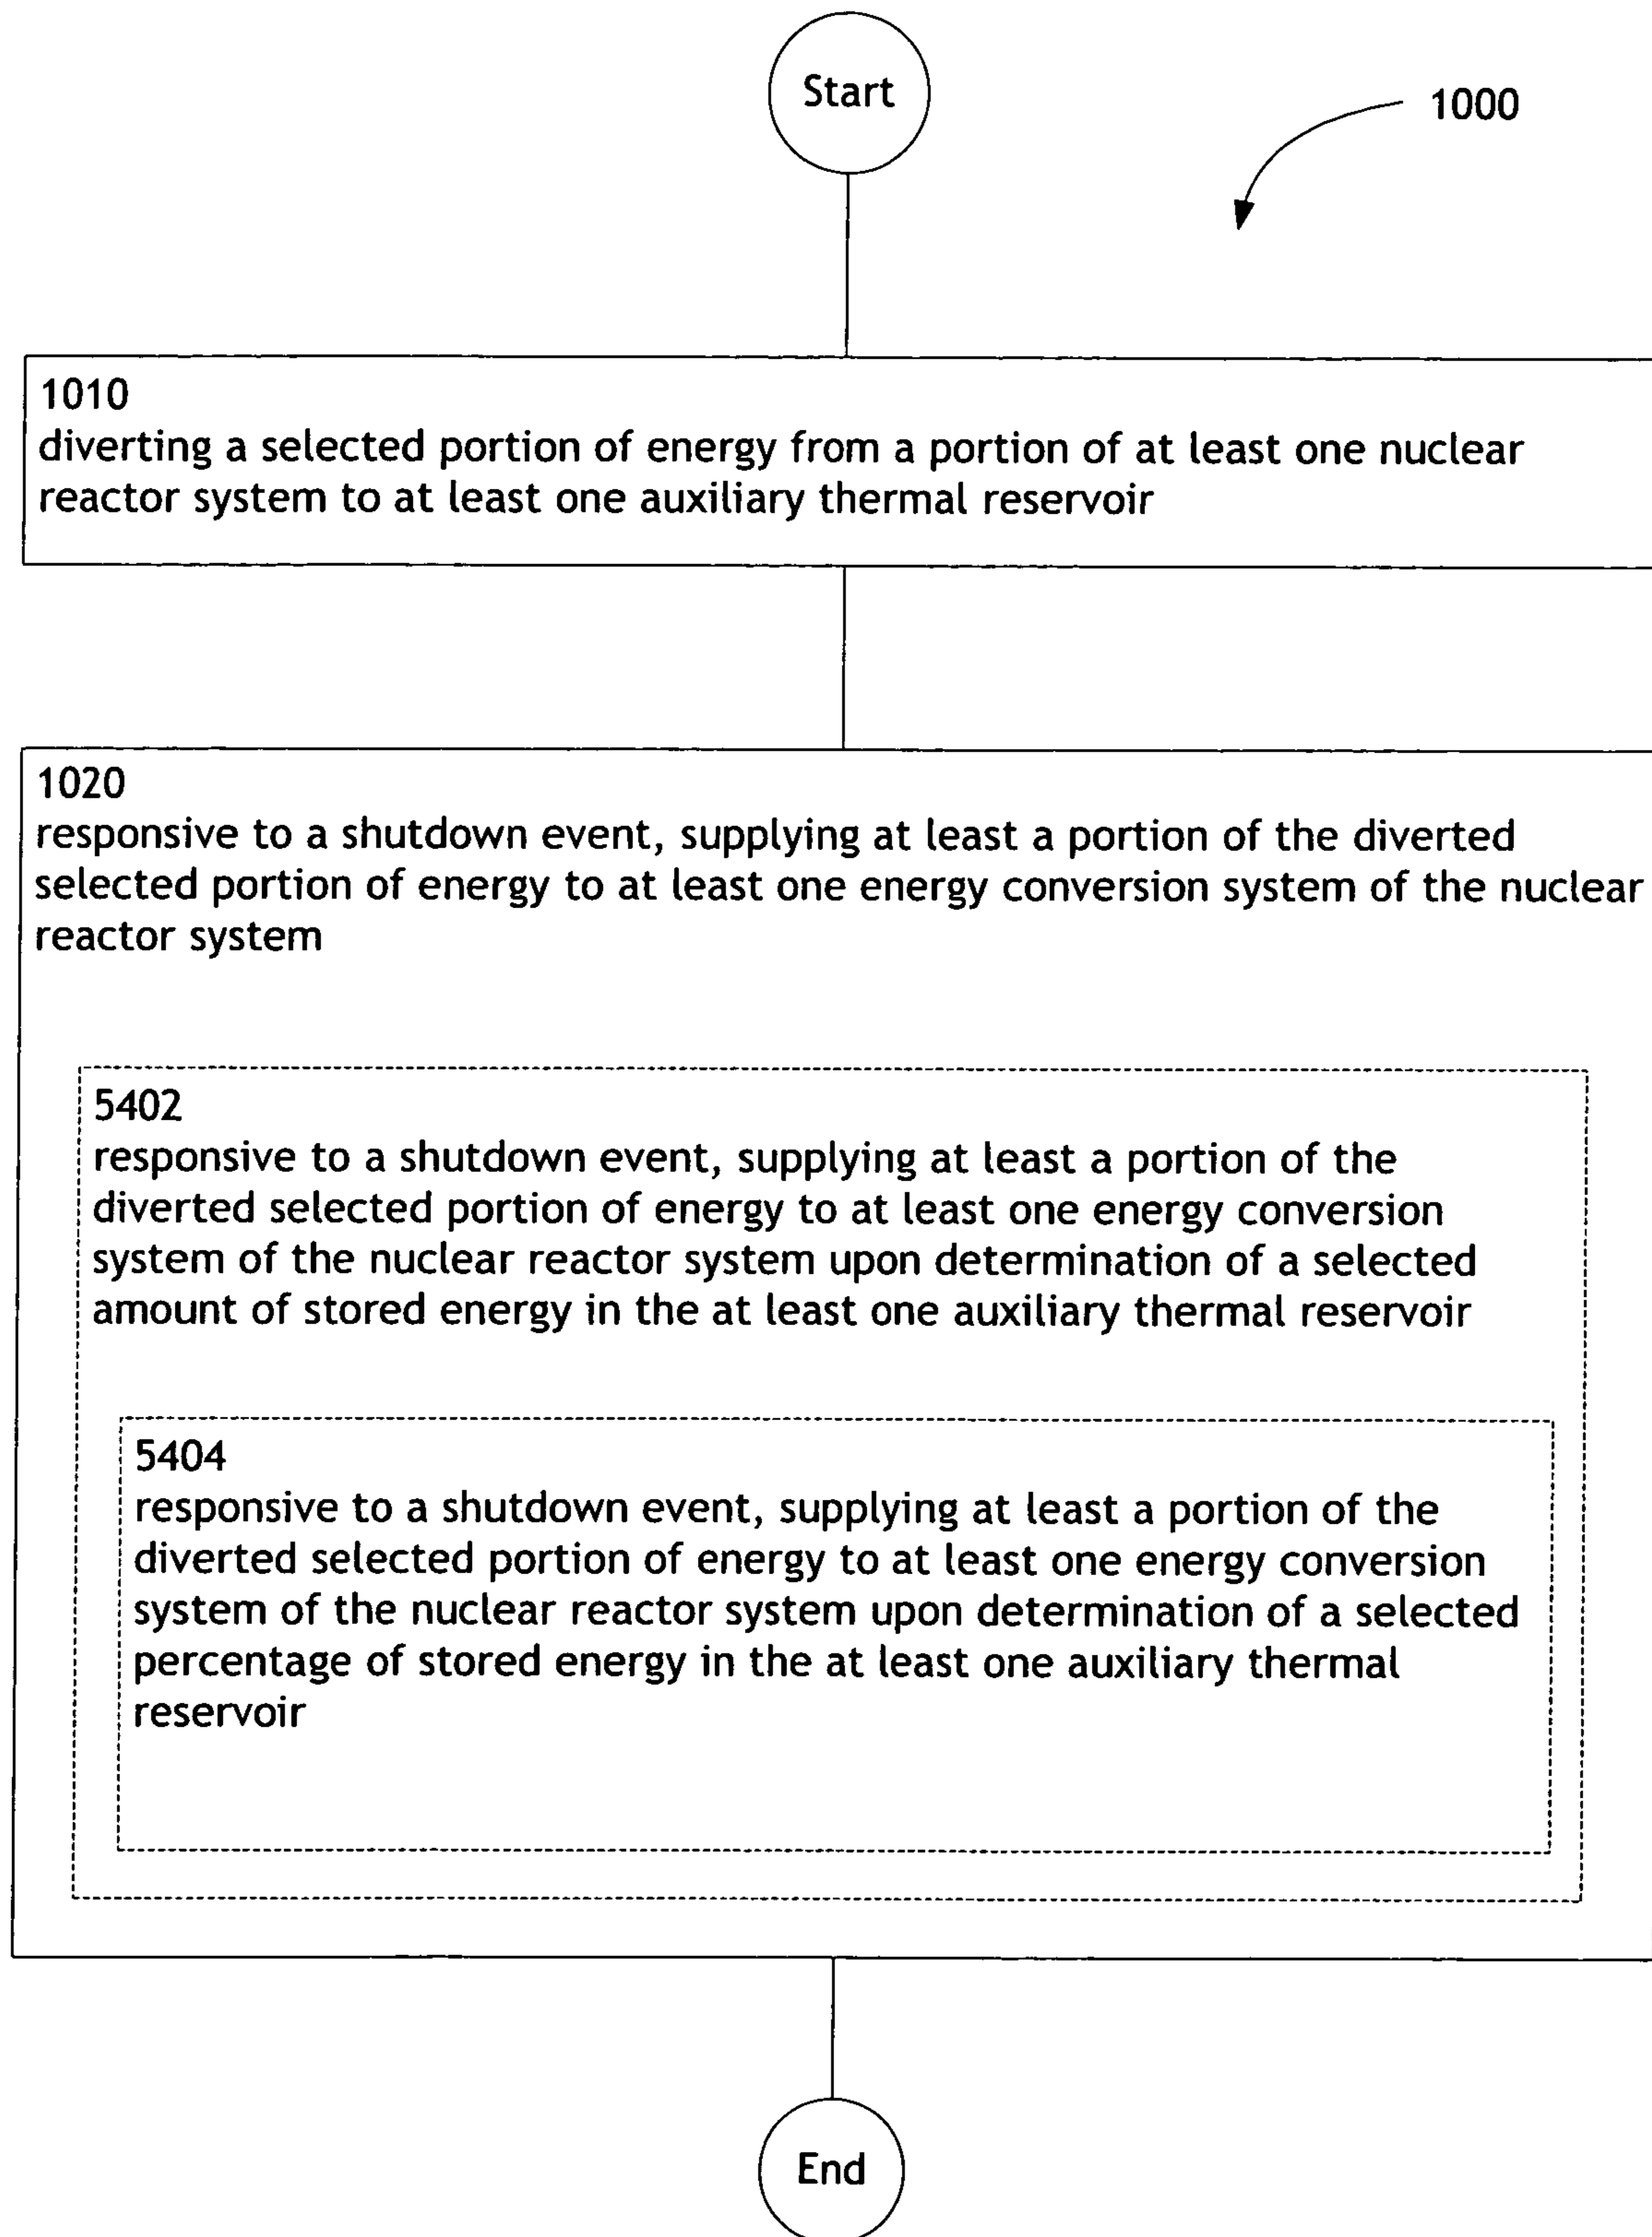 Start
1000
1010
diverting a selected portion of energy from a portion of at least one nuclear
reactor system to at least one auxiliary thermal reservoir
1020
responsive to a shutdown event, supplying at least a portion of the diverted
selected portion of energy to at least one energy conversion system of the nuclear
reactor system
5402
responsive to a shutdown event, supplying at least a portion of the
diverted selected portion of energy to at least one energy conversion
system of the nuclear reactor system upon determination of a selected
amount of stored energy in the at least one auxiliary thermal reservoir
5404
responsive to a shutdown event, supplying at least a portion of the
diverted selected portion of energy to at least one energy conversion
system of the nuclear reactor system upon determination of a selected
percentage of stored energy in the at least one auxiliary thermal
reservoir
End